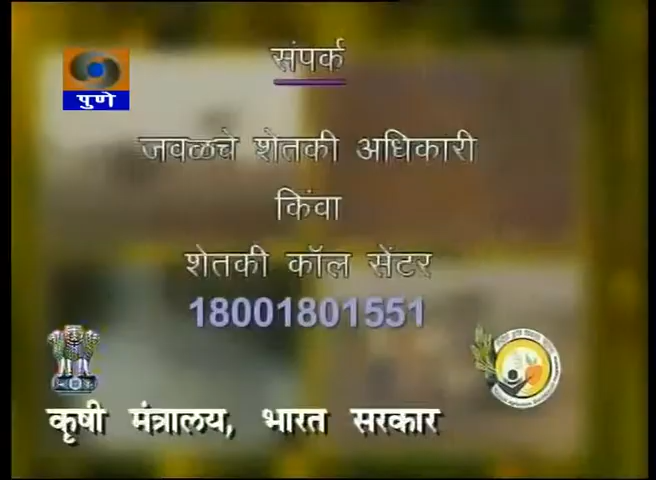 संपर्क
पुणे
जवळचे शेतकी अधिकारी
किंवा
शेतकी कॉल सेंटर
18001801551
कृषी मंत्रालय, भारत सरकार